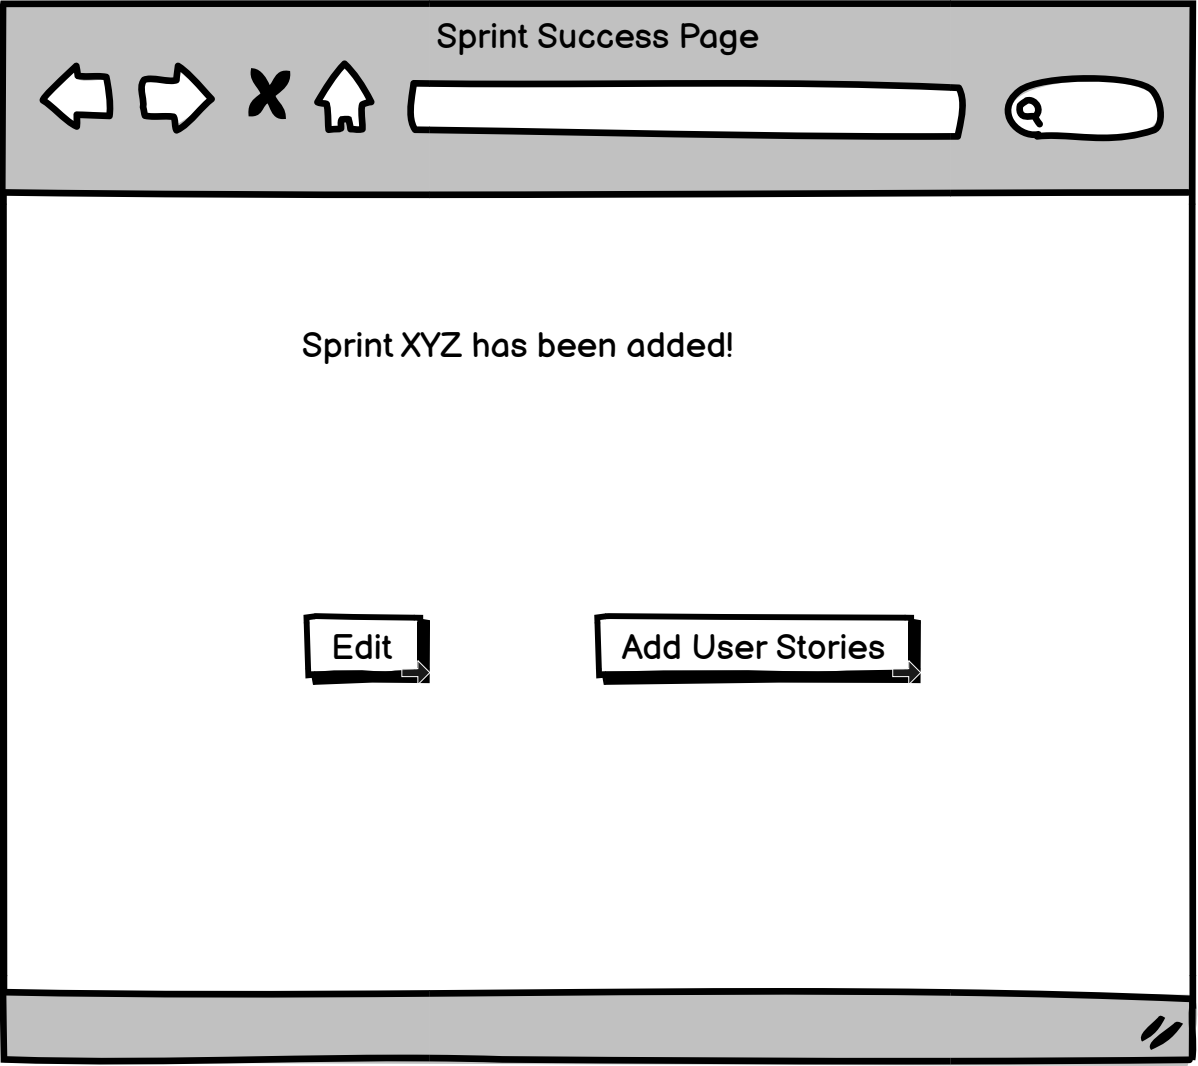 Sprint Success Page
Sprint XYZ has been added!
Edit
Add User Stories